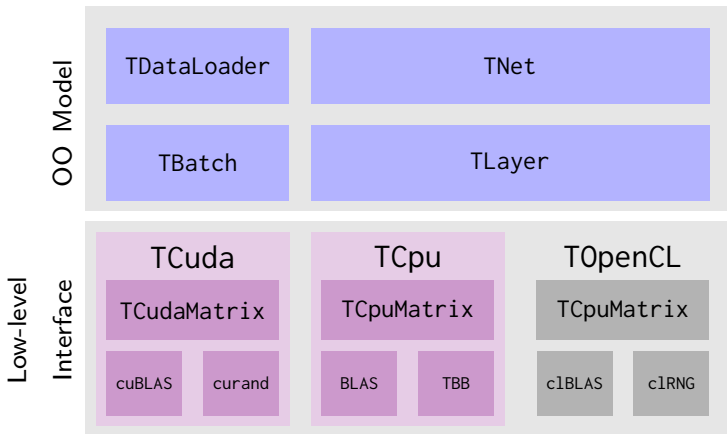 OO Model
TDataLoader
TNet
TBatch
TLayer
Low-level
Interface
TCuda
TCpu
TOpenCL
TCudaMatrix
TCpuMatrix
TCpuMatrix
cuBLAS
curand
BLAS
TBB
clBLAS
clRNG